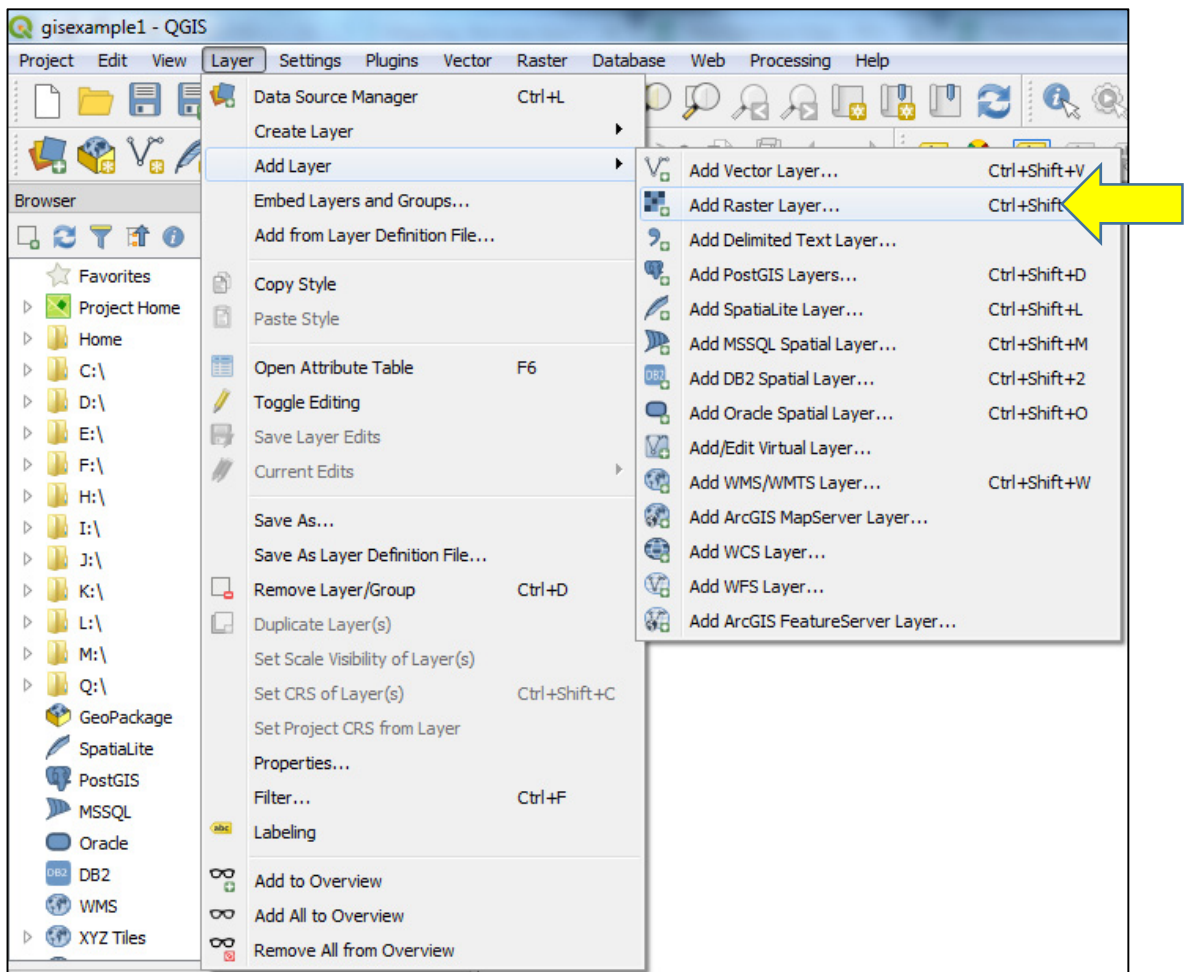 gisexample1 - QGIS
Project Edit View Layer Settings Plugins Vector Raster Database Web Processing Help
Data Source Manager Ctrl+L
Create Layer
Add Layer
Embed Layers and Groups...
Add from Layer Definition File...
Copy Style
Paste Style
Open Attribute Table F6
Toggle Editing
Save Layer Edits
Current Edits
Save As...
Save As Layer Definition File...
Remove Layer/Group Ctrl+D
Duplicate Layer(s)
Set Scale Visibility of Layer(s)
Set CRS of Layer(s) Ctrl+Shift+C
Set Project CRS from Layer
Properties...
Filter... Ctrl+F
abc Labeling
Add to Overview
Add All to Overview
Remove All from Overview
Add Vector Layer... Ctrl+Shift+V
Add Raster Layer... Ctrl+Shift
Add Delimited Text Layer...
Add PostGIS Layers... Ctrl+Shift+D
Add SpatiaLite Layer... Ctrl+Shift+L
Add MSSQL Spatial Layer... Ctrl+Shift+M
DB2 Add DB2 Spatial Layer... Ctrl+Shift+2
Add Oracle Spatial Layer... Ctrl+Shift+O
Add/Edit Virtual Layer...
Add WMS/WMTS Layer... Ctrl+Shift+W
Add ArcGIS MapServer Layer...
Add WCS Layer...
Add WFS Layer...
Add ArcGIS FeatureServer Layer...
Browser
Favorites
Project Home
Home
C:\
D:\
E:\
F:\
H:\
I:\
J:\
K:\
L:\
M:\
Q:\
GeoPackage
SpatiaLite
PostGIS
MSSQL
Oracle
DB2 DB2
WMS
XYZ Tiles